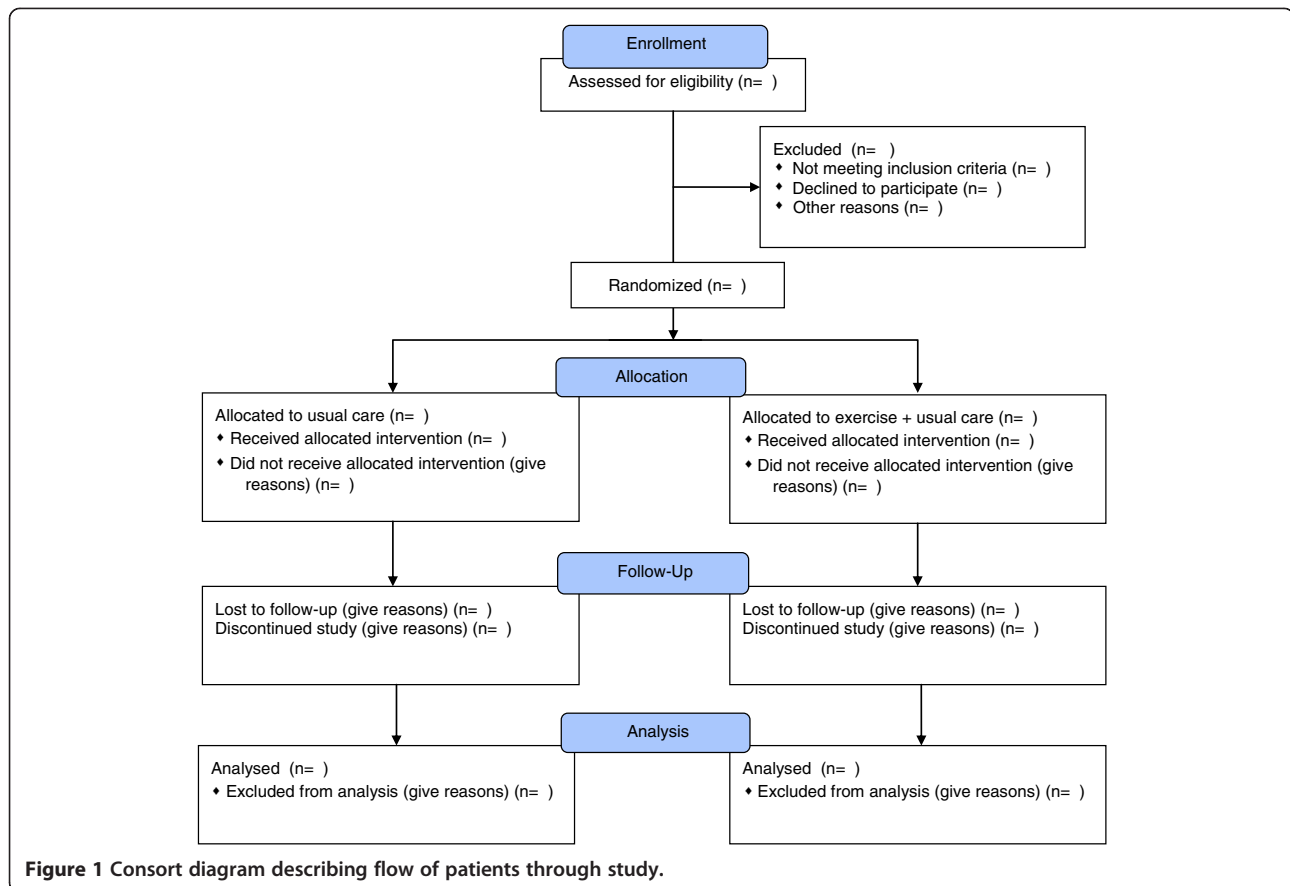 Enrollment
Assessed for eligibility (n=  )
Excluded  (n=   )
♦ Not meeting inclusion criteria (n=  )
♦ Declined to participate (n=  )
♦ Other reasons (n=  )
Randomized (n=  )
Allocation
Allocated to usual care (n=  )
♦ Received allocated intervention (n=  )
♦ Did not receive allocated intervention (give
reasons) (n=  )
Allocated to exercise + usual care (n=  )
♦ Received allocated intervention (n=  )
♦ Did not receive allocated intervention (give
reasons) (n=  )
Follow-Up
Lost to follow-up (give reasons) (n=  )
Discontinued study (give reasons) (n=  )
Lost to follow-up (give reasons) (n=  )
Discontinued study (give reasons) (n=  )
Analysis
Analysed  (n=  )
♦ Excluded from analysis (give reasons) (n=  )
Analysed  (n=  )
♦ Excluded from analysis (give reasons) (n=  )
Figure 1 Consort diagram describing flow of patients through study.